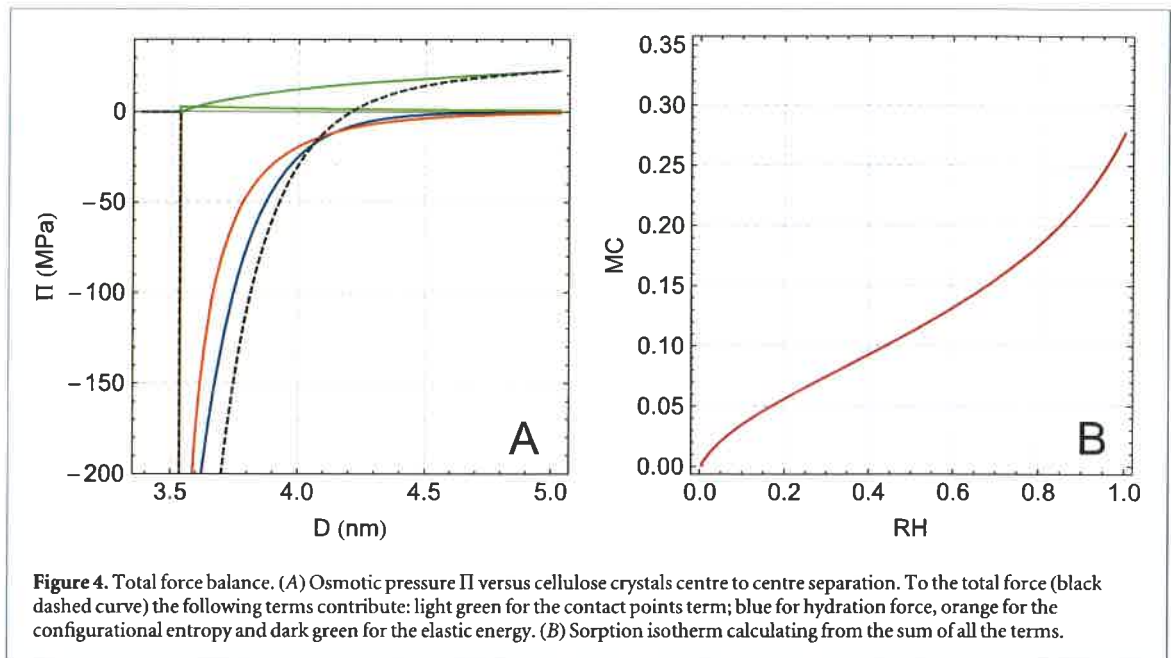 0
−50
−100
−150
−200
Π (MPa)
3.5 4.0 4.5 5.0
D (nm)
A
0.35
0.30
0.25
0.20
0.15
0.10
0.05
0.00
MC
0.0 0.2 0.4 0.6 0.8 1.0
RH
B
Figure 4. Total force balance. (A) Osmotic pressure Π versus cellulose crystals centre to centre separation. To the total force (black
dashed curve) the following terms contribute: light green for the contact points term; blue for hydration force, orange for the
configurational entropy and dark green for the elastic energy. (B) Sorption isotherm calculating from the sum of all the terms.